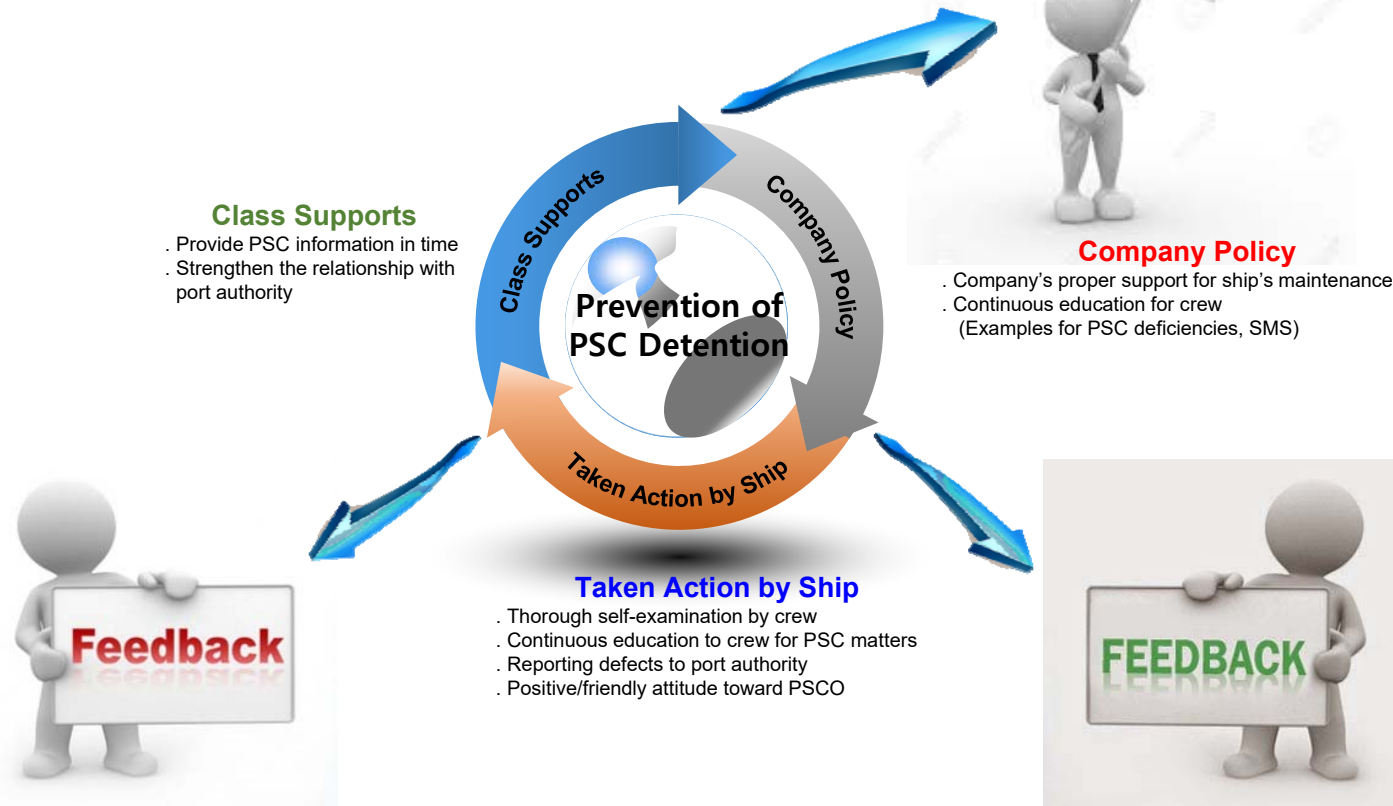 Class Supports
. Provide PSC information in time
. Strengthen the relationship with
port authority
Class Supports
Company Policy
Taken Action by Ship
Prevention of
PSC Detention
Company Policy
. Company's proper support for ship's maintenance
. Continuous education for crew
(Examples for PSC deficiencies, SMS)
Taken Action by Ship
. Thorough self-examination by crew
. Continuous education to crew for PSC matters
. Reporting defects to port authority
. Positive/friendly attitude toward PSCO
Feedback
FEEDBACK